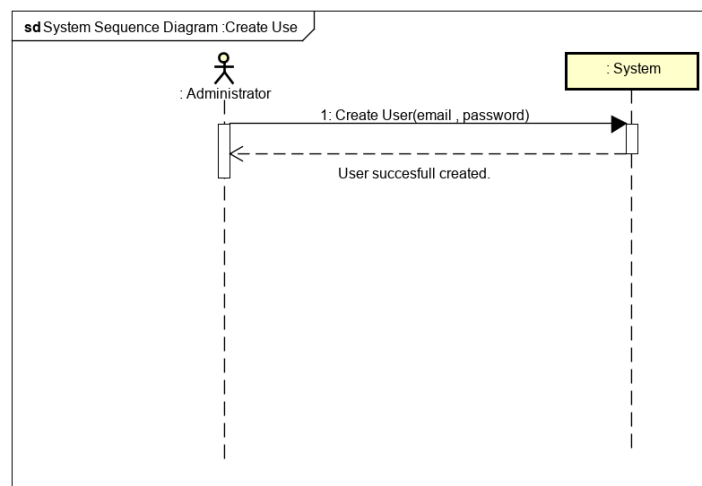 sd System Sequence Diagram :Create Use
: Administrator
: System
1: Create User(email , password)
User succesfull created.